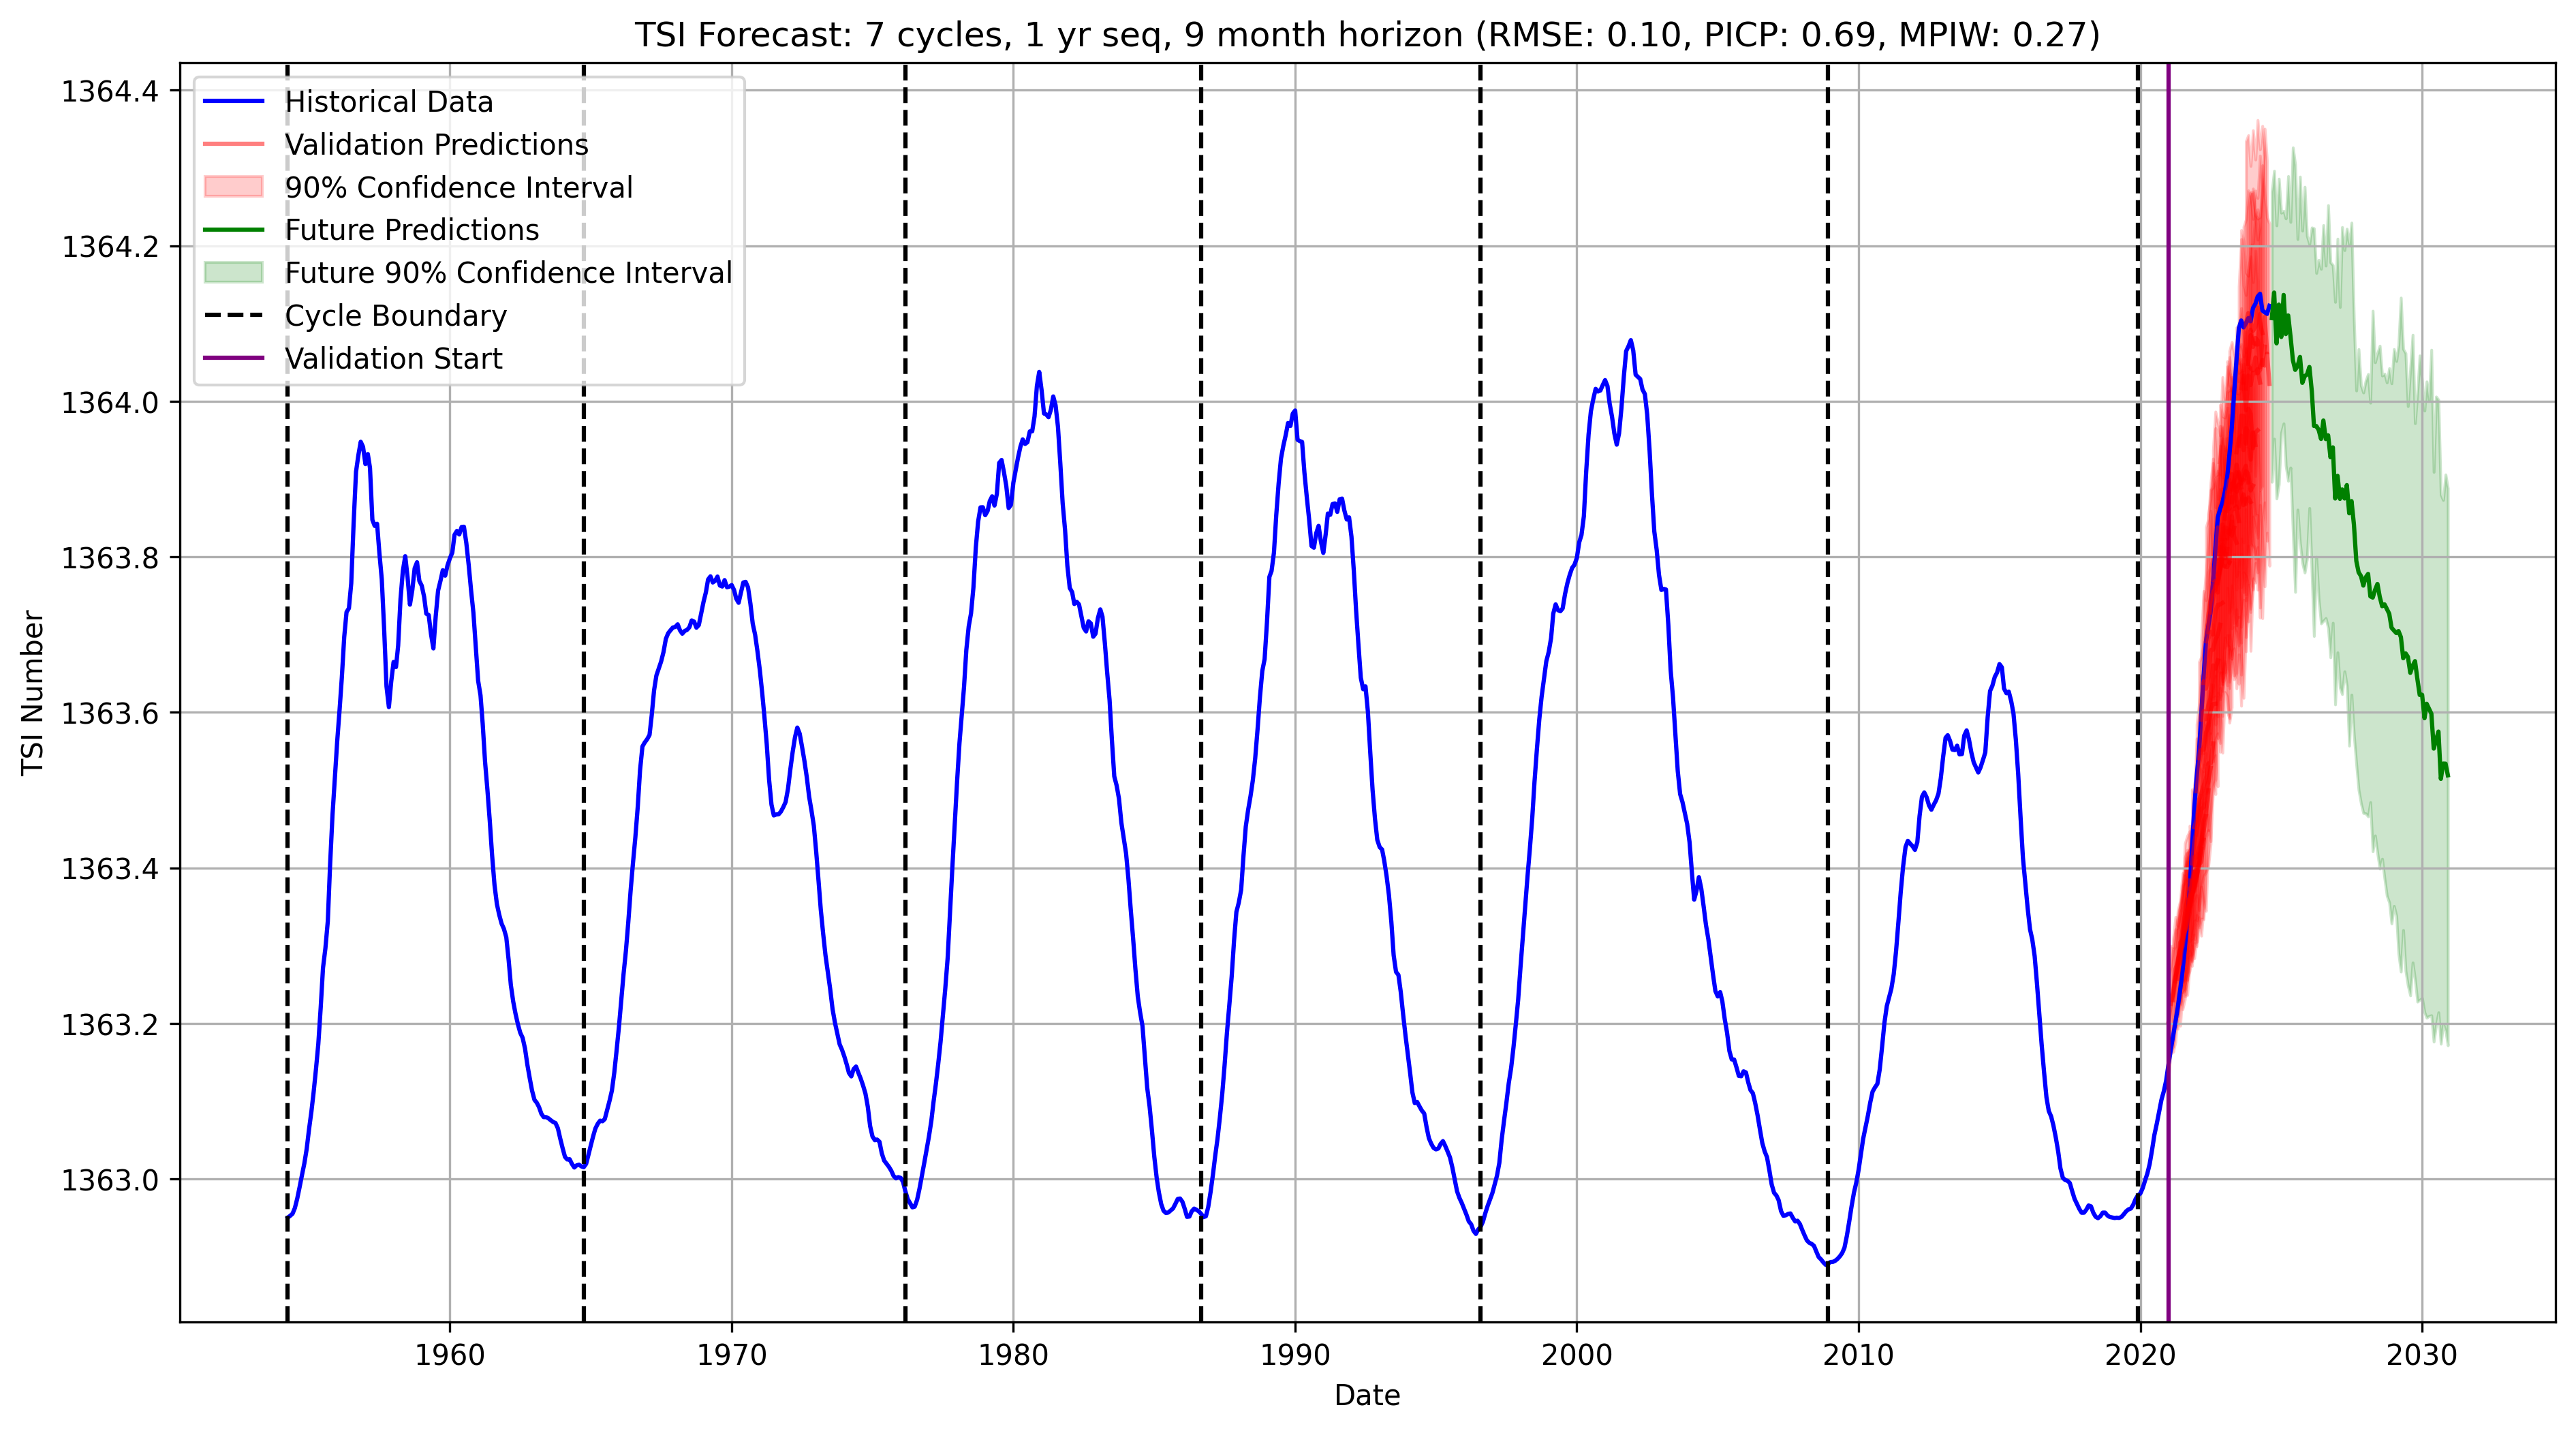 TSI Forecast: 7 cycles, 1 yr seq, 9 month horizon (RMSE: 0.10, PICP: 0.69, MPIW: 0.27)
Historical Data
Validation Predictions
90% Confidence Interval
Future Predictions
Future 90% Confidence Interval
Cycle Boundary
Validation Start
TSI Number
1364.4
1364.2
1364.0
1363.8
1363.6
1363.4
1363.2
1363.0
1960 1970 1980 1990 2000 2010 2020 2030
Date